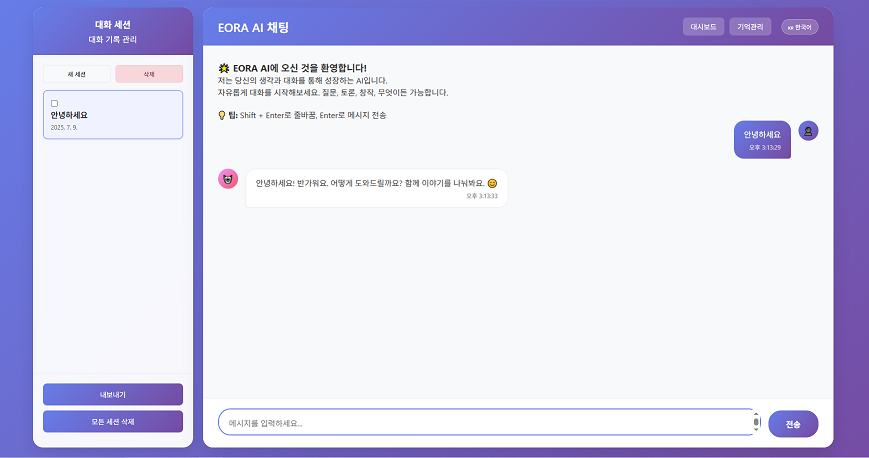 대화 세션
대화 기록 관리
새 세션
삭제
안녕하세요
2025. 7. 9.
내보내기
모든 세션 삭제
EORA AI 채팅
대시보드
기억관리
한국어
EORA AI에 오신 것을 환영합니다!
저는 당신의 생각과 대화를 통해 성장하는 AI입니다.
자유롭게 대화를 시작해보세요. 질문, 토론, 창작, 무엇이든 가능합니다.
팁: Shift + Enter로 줄바꿈, Enter로 메시지 전송
안녕하세요
오후 3:13:29
안녕하세요! 반가워요. 어떻게 도와드릴까요? 함께 이야기를 나눠봐요. 😊
오후 3:13:33
메시지를 입력하세요...
전송